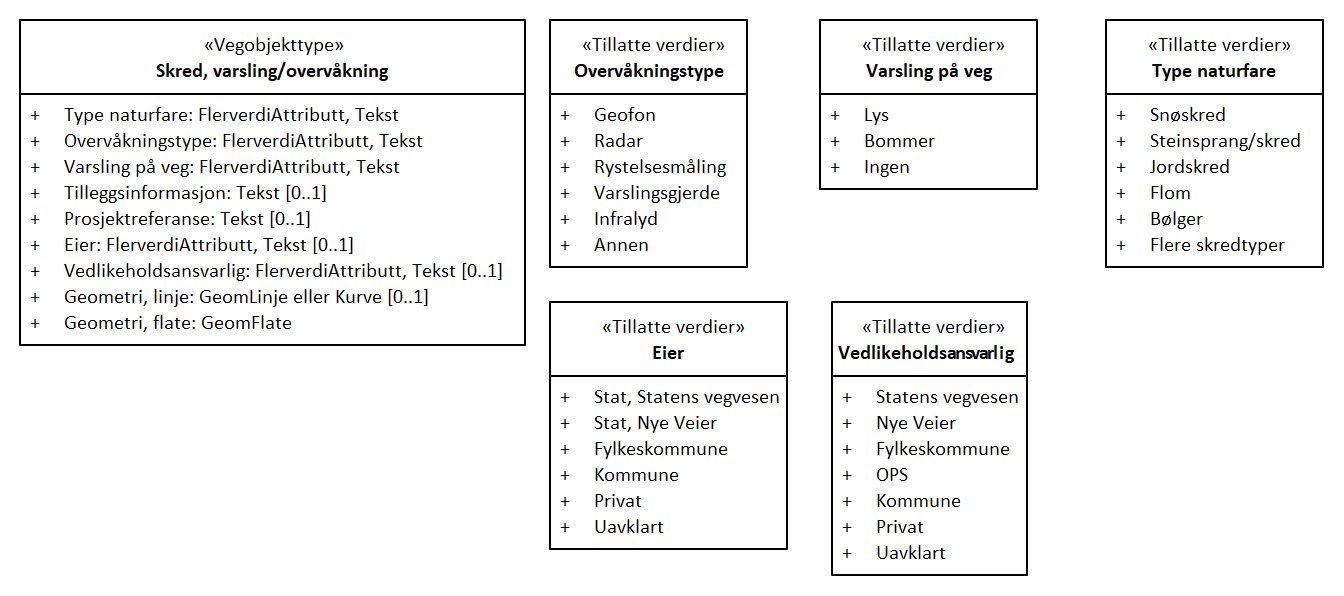 «Vegobjekttype»
Skred, varsling/overvåkning
+ Type naturfare: FlerverdiAttributt, Tekst
+ Overvåkningstype: FlerverdiAttributt, Tekst
+ Varsling på veg: FlerverdiAttributt, Tekst
+ Tilleggsinformasjon: Tekst [0..1]
+ Prosjektreferanse: Tekst [0..1]
+ Eier: FlerverdiAttributt, Tekst [0..1]
+ Vedlikeholdsansvarlig: FlerverdiAttributt, Tekst [0..1]
+ Geometri, linje: GeomLinje eller Kurve [0..1]
+ Geometri, flate: GeomFlate
«Tillatte verdier»
Overvåkningstype
+ Geofon
+ Radar
+ Rystelsesmåling
+ Varslingsgjerde
+ Infralyd
+ Annen
«Tillatte verdier»
Varsling på veg
+ Lys
+ Bommer
+ Ingen
«Tillatte verdier»
Type naturfare
+ Snøskred
+ Steinsprang/skred
+ Jordskred
+ Flom
+ Bølger
+ Flere skredtyper
«Tillatte verdier»
Eier
+ Stat, Statens vegvesen
+ Stat, Nye Veier
+ Fylkeskommune
+ Kommune
+ Privat
+ Uavklart
«Tillatte verdier»
Vedlikeholdsansvarlig
+ Statens vegvesen
+ Nye Veier
+ Fylkeskommune
+ OPS
+ Kommune
+ Privat
+ Uavklart